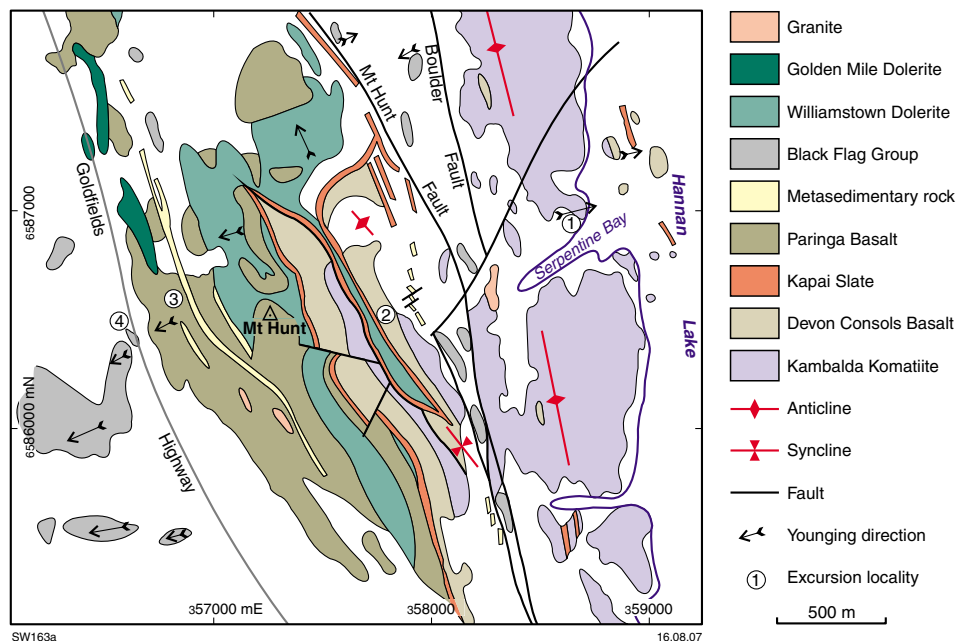 Granite
Golden Mile Dolerite
Williamstown Dolerite
Black Flag Group
Metasedimentary rock
Paringa Basalt
Kapai Slate
Devon Consols Basalt
Kambalda Komatiite
Anticline
Syncline
Fault
Younging direction
1 Excursion locality
500 m
Goldfields
Highway
Mt Hunt
Fault
Boulder
Fault
Hannan
Lake
Serpentine Bay
Mt Hunt
1
2
3
4
6587000
6586000 mN
357000 mE
358000
359000
SW163a
16.08.07